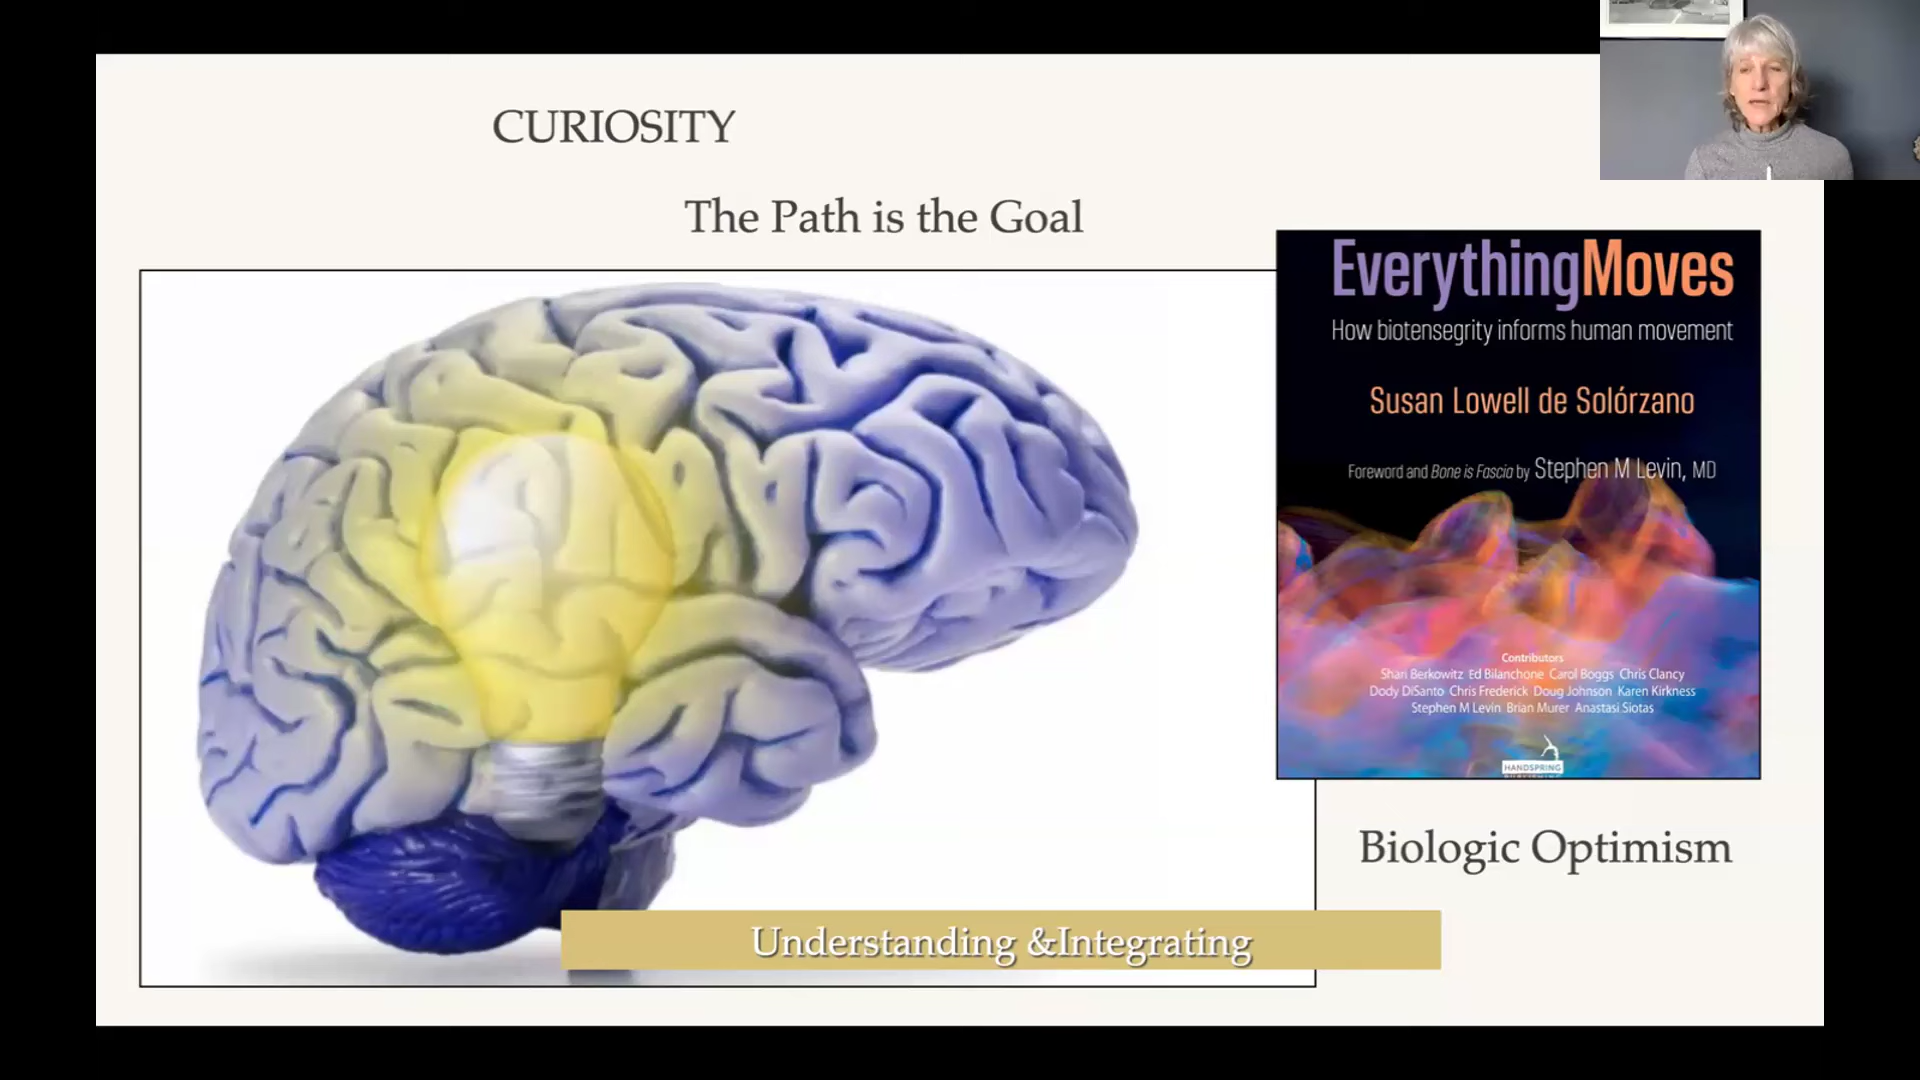 CURIOSITY
The Path is the Goal
EverythingMoves
How biotensegrity informs human movement
Susan Lowell de Solórzano
Foreword and Bone is Fascia by Stephen M Levin, MD
Contributors
Shari Berkowitz Ed Bilanchone Carol Boggs Chris Clancy
Dody DiSanto Chris Frederick Doug Johnson Karen Kirkness
Stephen M Levin Brian Murer Anastasi Siotas
HANDSPRING
Biologic Optimism
Understanding &Integrating